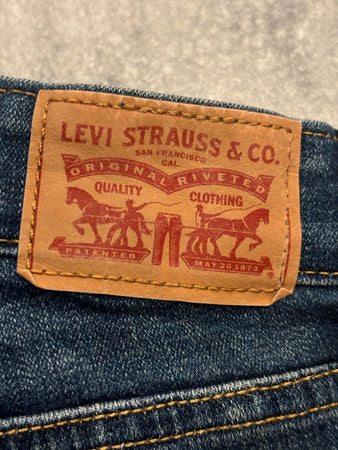 LEVI STRAUSS & CO.
SAN FRANCISCO
CAL.
ORIGINAL RIVETED
QUALITY CLOTHING
PATENTED MAY 20 1873
®